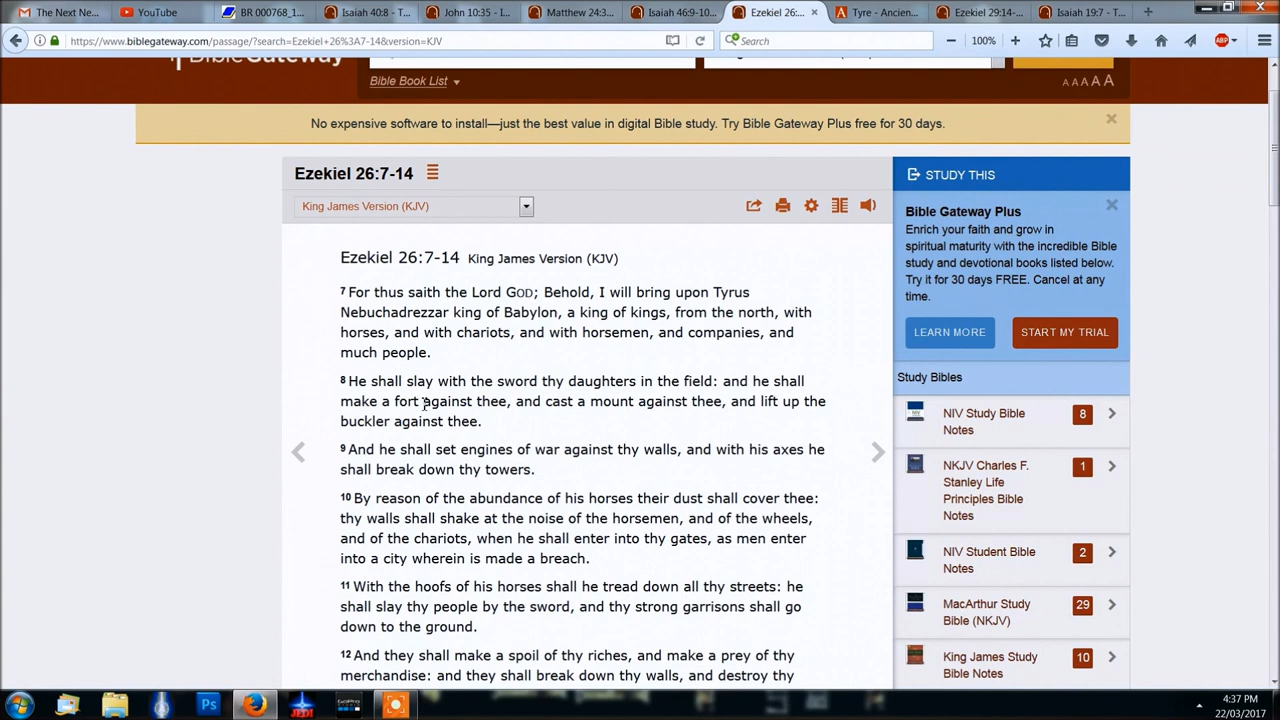 The Next Ne...
YouTube
BR 000768_1...
Isaiah 40:8 - T...
John 10:35 - I...
Matthew 24:3...
Isaiah 46:9-10...
Ezekiel 26:...
Tyre - Ancien...
Ezekiel 29:14-...
Isaiah 19:7 - T...
https://www.biblegateway.com/passage/?search=Ezekiel+26%3A7-14&version=KJV
Search
100%
ABP
BibleGateway
Bible Book List
A A A A A
No expensive software to install—just the best value in digital Bible study. Try Bible Gateway Plus free for 30 days.
Ezekiel 26:7-14
King James Version (KJV)
Ezekiel 26:7-14 King James Version (KJV)
7 For thus saith the Lord GOD; Behold, I will bring upon Tyrus
Nebuchadrezzar king of Babylon, a king of kings, from the north, with
horses, and with chariots, and with horsemen, and companies, and
much people.
8 He shall slay with the sword thy daughters in the field: and he shall
make a fort against thee, and cast a mount against thee, and lift up the
buckler against thee.
9 And he shall set engines of war against thy walls, and with his axes he
shall break down thy towers.
10 By reason of the abundance of his horses their dust shall cover thee:
thy walls shall shake at the noise of the horsemen, and of the wheels,
and of the chariots, when he shall enter into thy gates, as men enter
into a city wherein is made a breach.
11 With the hoofs of his horses shall he tread down all thy streets: he
shall slay thy people by the sword, and thy strong garrisons shall go
down to the ground.
12 And they shall make a spoil of thy riches, and make a prey of thy
merchandise: and they shall break down thy walls, and destroy thy
STUDY THIS
Bible Gateway Plus
Enrich your faith and grow in
spiritual maturity with the incredible Bible
study and devotional books listed below.
Try it for 30 days FREE. Cancel at any
time.
LEARN MORE
START MY TRIAL
Study Bibles
NIV Study Bible
Notes
8
NKJV Charles F.
Stanley Life
Principles Bible
Notes
1
NIV Student Bible
Notes
2
MacArthur Study
Bible (NKJV)
29
King James Study
Bible Notes
10
Ps
JEDI
GoPro
4:37 PM
22/03/2017